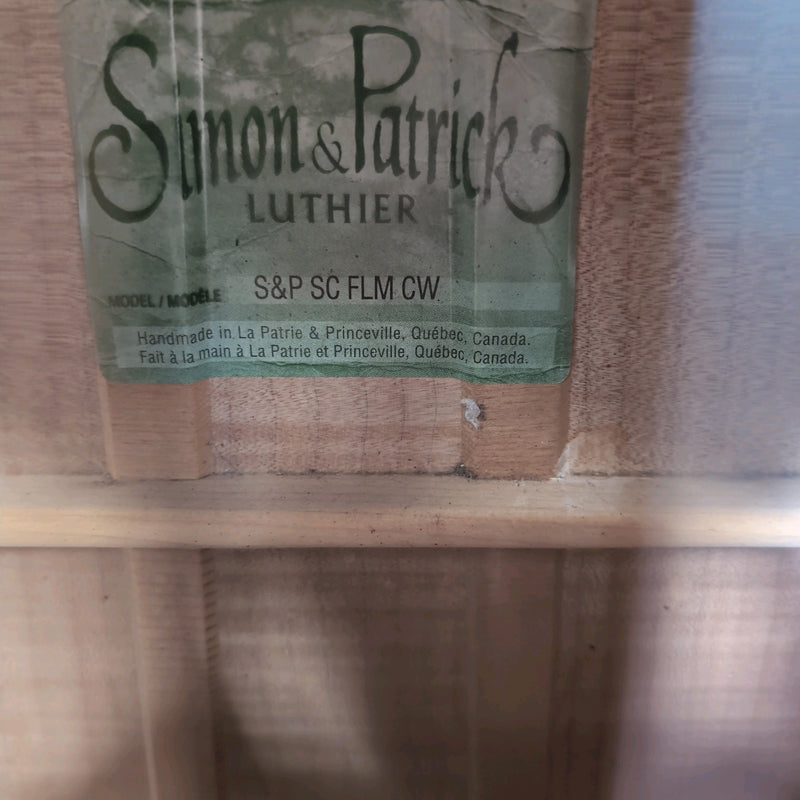 Simon & Patrick
LUTHIER
MODEL / MODÈLE S&P SC FLM CW
Handmade in La Patrie & Princeville, Québec, Canada.
Fait à la main à La Patrie et Princeville, Québec, Canada.